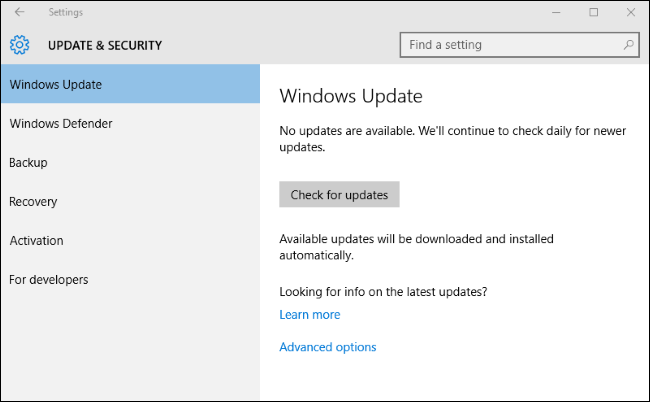 Settings
UPDATE & SECURITY
Find a setting
Windows Update
Windows Defender
Backup
Recovery
Activation
For developers
Windows Update
No updates are available. We'll continue to check daily for newer
updates.
Check for updates
Available updates will be downloaded and installed
automatically.
Looking for info on the latest updates?
Learn more
Advanced options